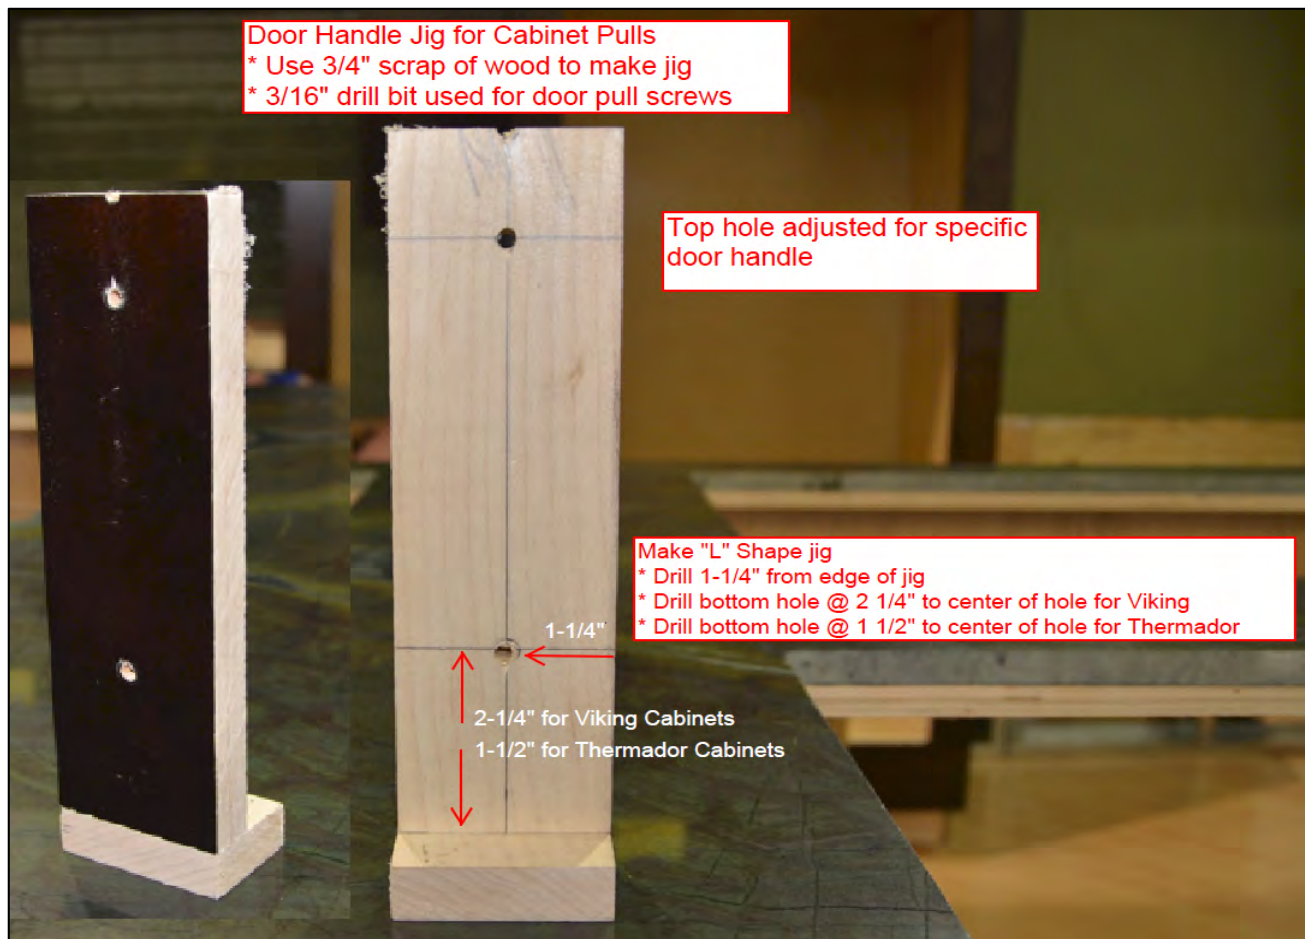 Door Handle Jig for Cabinet Pulls
* Use 3/4" scrap of wood to make jig
* 3/16" drill bit used for door pull screws
Top hole adjusted for specific
door handle
Make "L" Shape jig
* Drill 1-1/4" from edge of jig
* Drill bottom hole @ 2 1/4" to center of hole for Viking
* Drill bottom hole @ 1 1/2" to center of hole for Thermador
1-1/4"
2-1/4" for Viking Cabinets
1-1/2" for Thermador Cabinets